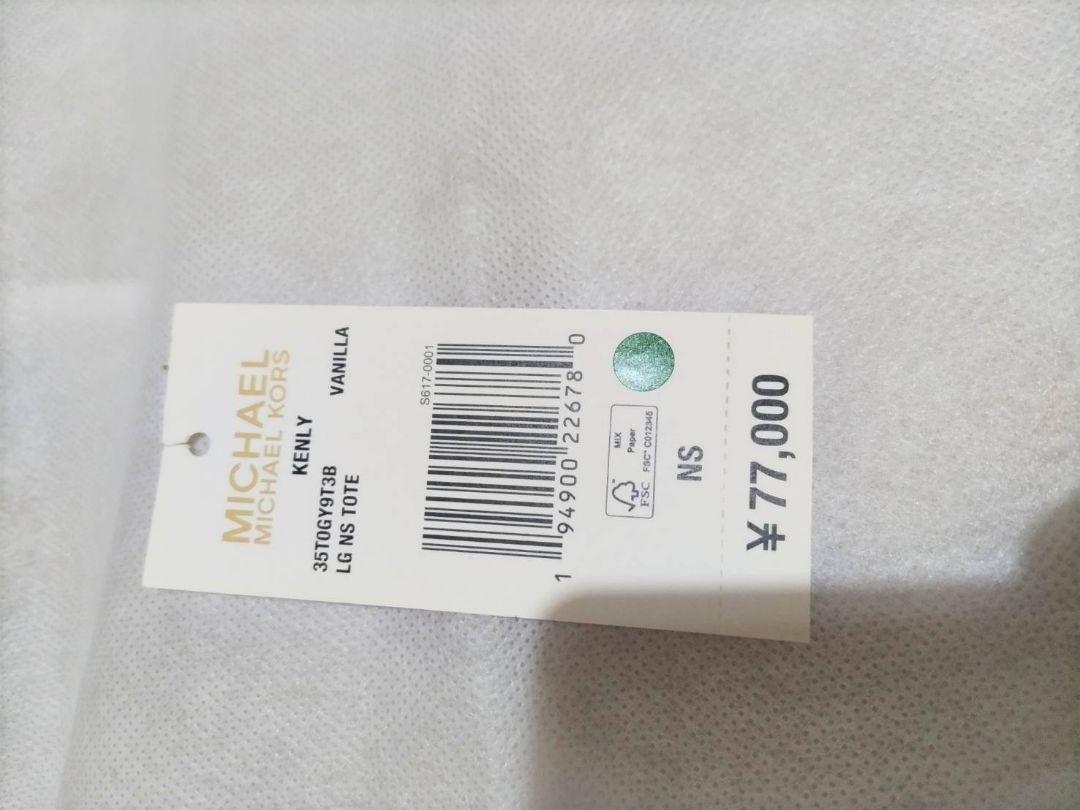 MICHAEL
MICHAEL KORS
KENLY
35T0GY9T3B VANILLA
LG NS TOTE
S617-0001
1 94900 22678 0
FSC
MIX
Paper
FSC™ C012345
NS
¥ 77,000